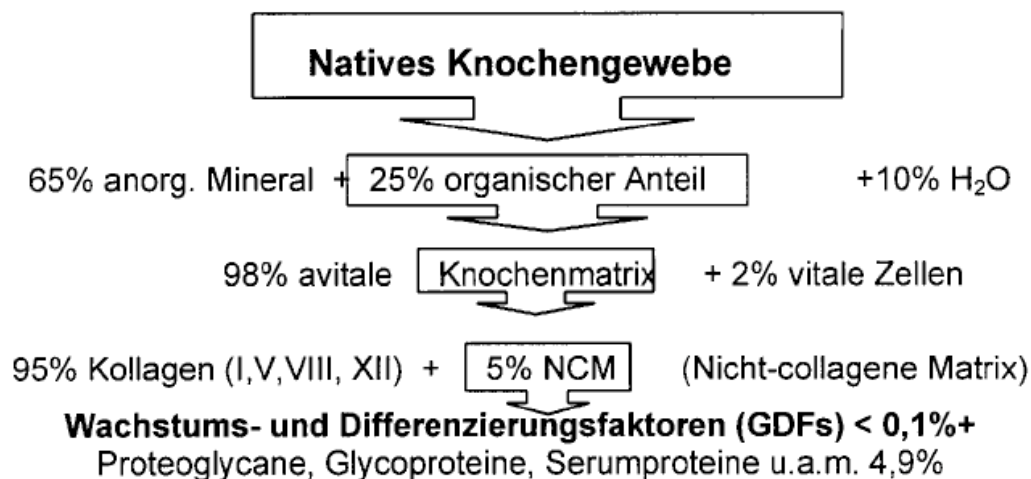 Natives Knochengewebe
65% anorg. Mineral + 25% organischer Anteil +10% H₂O
98% avitale Knochenmatrix + 2% vitale Zellen
95% Kollagen (I,V,VIII, XII) + 5% NCM (Nicht-collagene Matrix)
Wachstums- und Differenzierungsfaktoren (GDFs) < 0,1%+
Proteoglycane, Glycoproteine, Serumproteine u.a.m. 4,9%